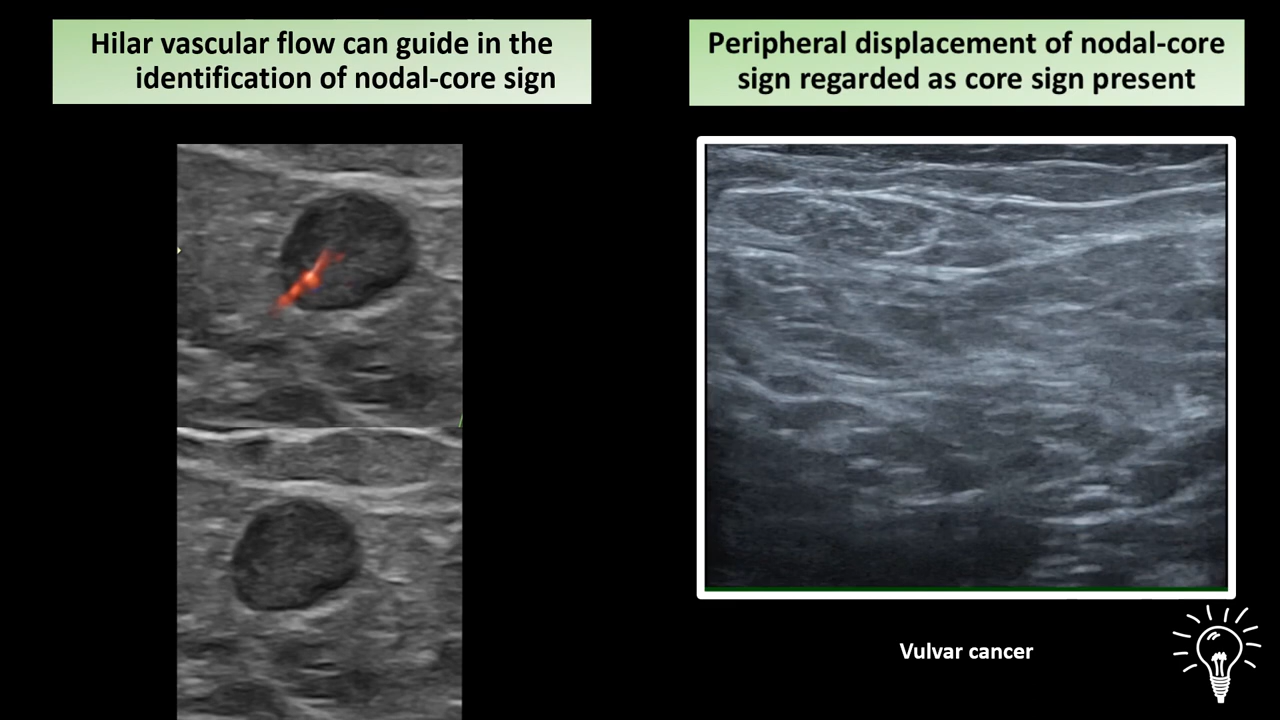 Hilar vascular flow can guide in the
identification of nodal-core sign
Peripheral displacement of nodal-core
sign regarded as core sign present
Vulvar cancer